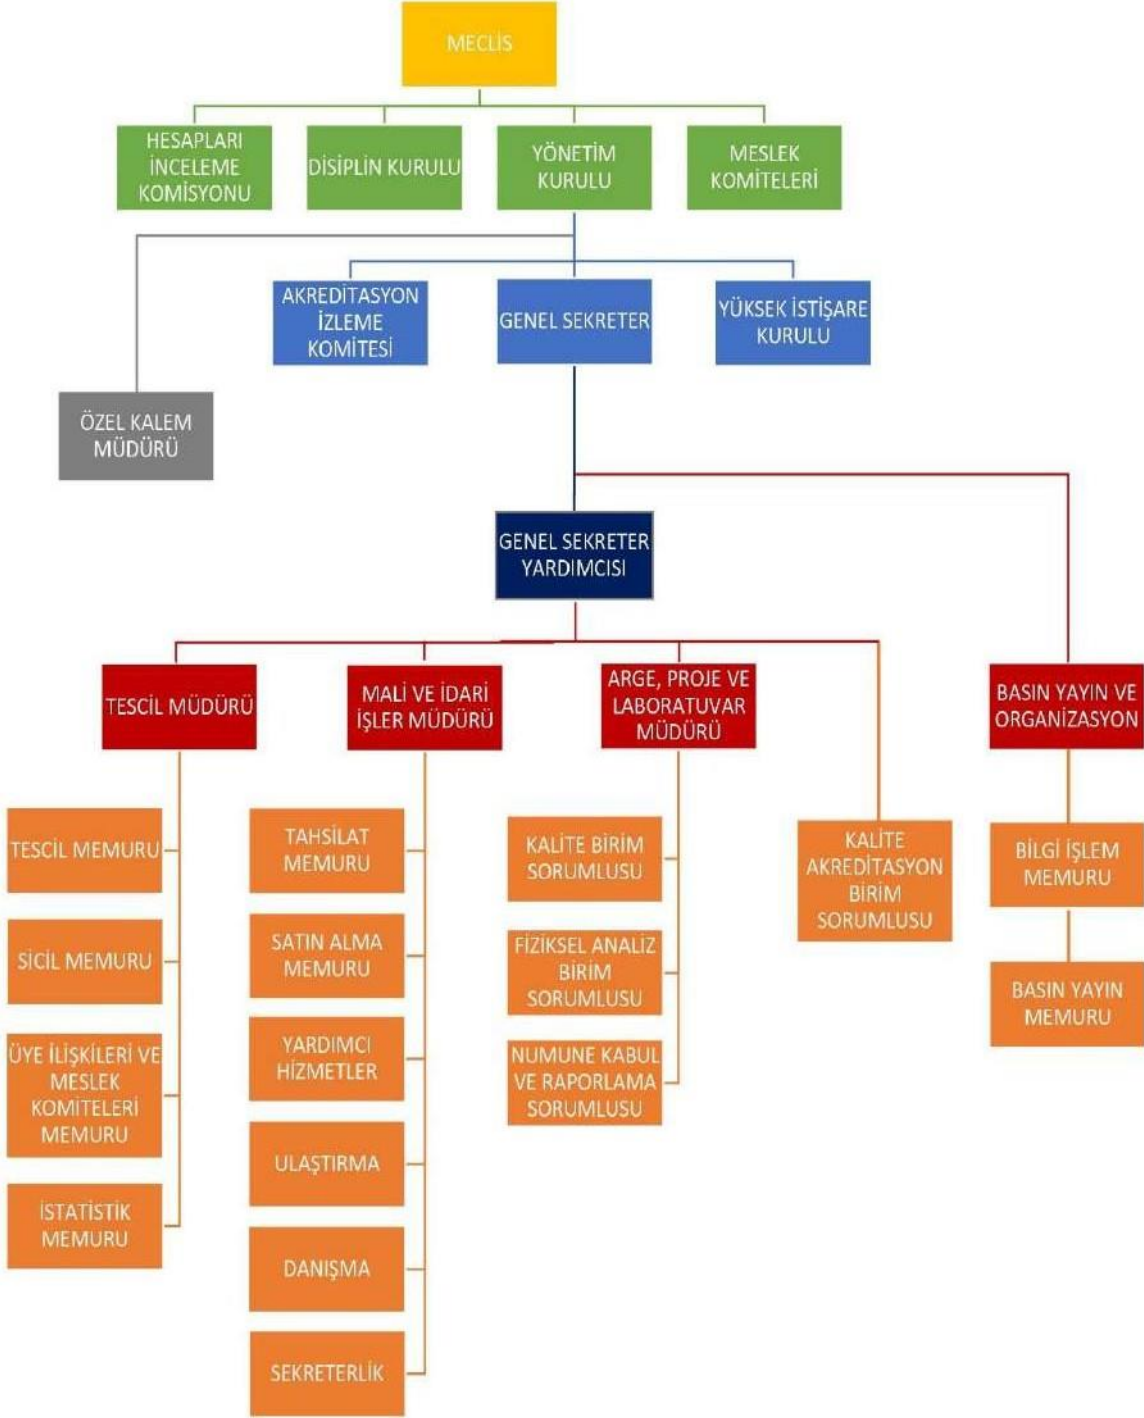 MECLİS
HESAPLARI
İNCELEME
KOMİSYONU
DİSİPLİN KURULU
YÖNETİM
KURULU
MESLEK
KOMİTELERİ
AKREDİTASYON
İZLEME
KOMİTESİ
GENEL SEKRETER
YÜKSEK İSTİŞARE
KURULU
ÖZEL KALEM
MÜDÜRÜ
GENEL SEKRETER
YARDIMCISI
TESCİL MÜDÜRÜ
MALİ VE İDARİ
İŞLER MÜDÜRÜ
ARGE, PROJE VE
LABORATUVAR
MÜDÜRÜ
BASIN YAYIN VE
ORGANİZASYON
TESCİL MEMURU
SİCİL MEMURU
ÜYE İLİŞKİLERİ VE
MESLEK
KOMİTELERİ
MEMURU
İSTATİSTİK
MEMURU
TAHSİLAT
MEMURU
SATIN ALMA
MEMURU
YARDIMCI
HİZMETLER
ULAŞTIRMA
DANIŞMA
SEKRETERLİK
KALİTE BİRİM
SORUMLUSU
FİZİKSEL ANALİZ
BİRİM
SORUMLUSU
NUMUNE KABUL
VE RAPORLAMA
SORUMLUSU
KALİTE
AKREDİTASYON
BİRİM
SORUMLUSU
BİLGİ İŞLEM
MEMURU
BASIN YAYIN
MEMURU